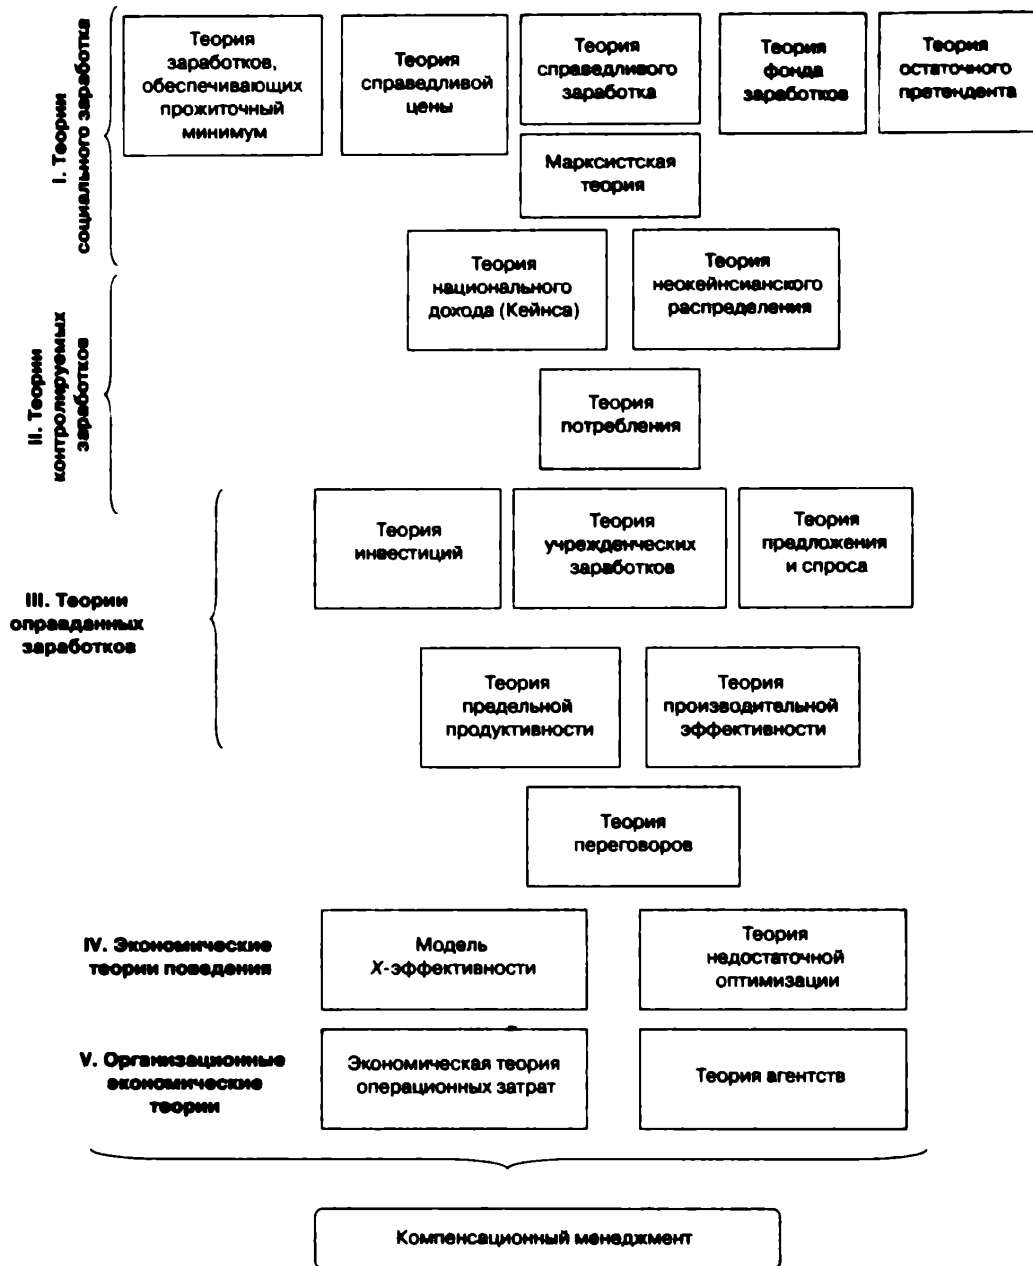 I. Теории
социального заработка
Теория
заработков,
обеспечивающих
прожиточный
минимум
Теория
справедливой
цены
Теория
справедливого
заработка
Теория
фонда
заработков
Теория
остаточного
претендента
Марксистская
теория
II. Теории
контролируемых
заработков
Теория
национального
дохода (Кейнса)
Теория
неокейнсианского
распределения
Теория
потребления
III. Теории
оправданных
заработков
Теория
инвестиций
Теория
учрежденческих
заработков
Теория
предложения
и спроса
Теория
предельной
продуктивности
Теория
производительной
эффективности
Теория
переговоров
IV. Экономические
теории поведения
Модель
X-эффективности
Теория
недостаточной
оптимизации
V. Организационные
экономические
теории
Экономическая теория
операционных затрат
Теория агентств
Компенсационный менеджмент